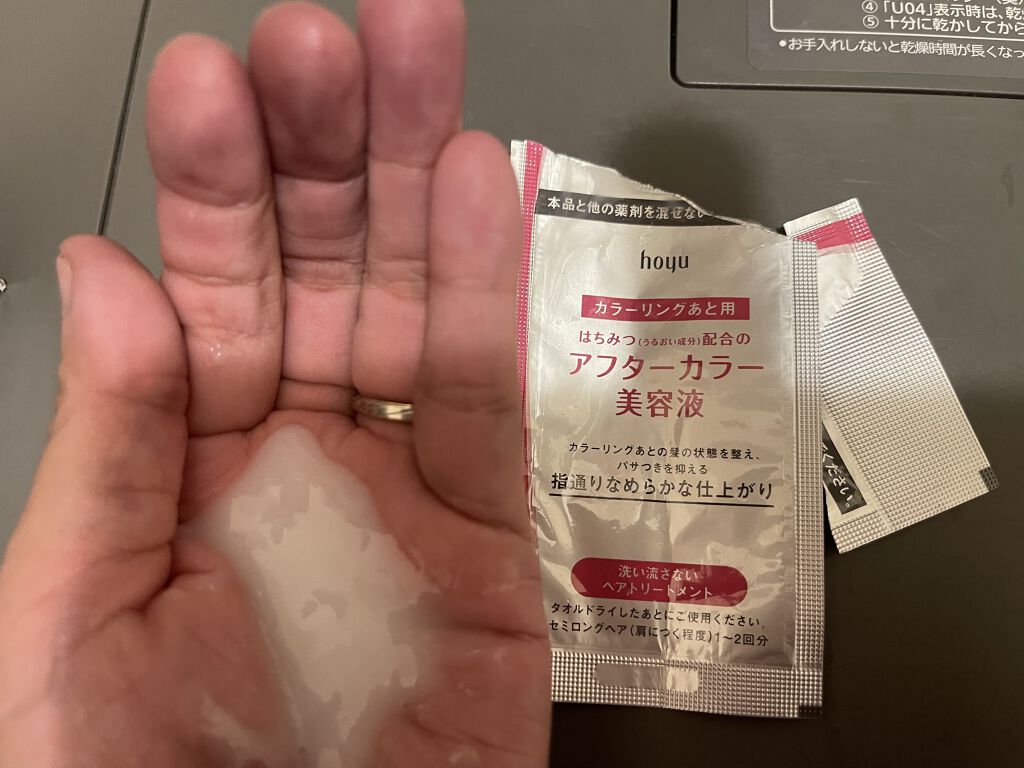 ④「U04」表示時は、乾
⑤ 十分に乾かしてから
●お手入れしないと乾燥時間が長くなっ
本品と他の薬剤を混ぜない
hoyu
カラーリングあと用
はちみつ(うるおい成分)配合の
アフターカラー
美容液
カラーリングあとの髪の状態を整え、
パサつきを抑える
指通りなめらかな仕上がり
洗い流さない
ヘアトリートメント
タオルドライしたあとにご使用ください。
セミロングヘア(肩につく程度)1〜2回分
ください。